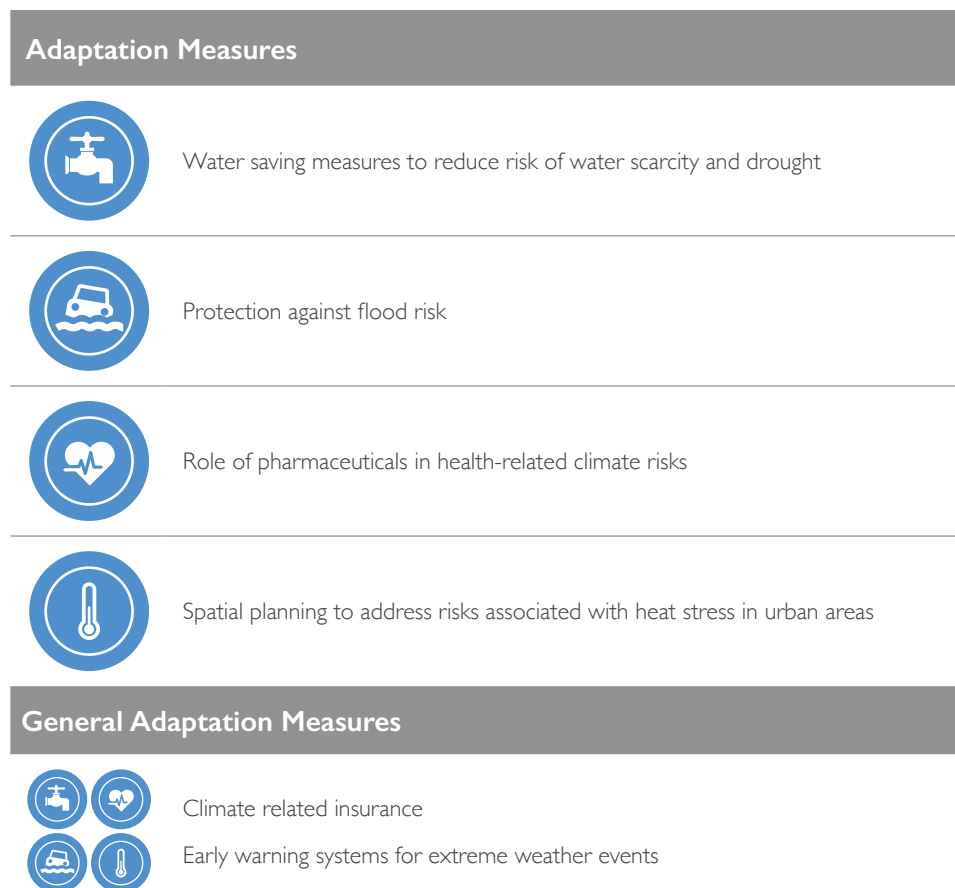 Adaptation Measures
Water saving measures to reduce risk of water scarcity and drought
Protection against flood risk
Role of pharmaceuticals in health-related climate risks
Spatial planning to address risks associated with heat stress in urban areas
General Adaptation Measures
Climate related insurance
Early warning systems for extreme weather events